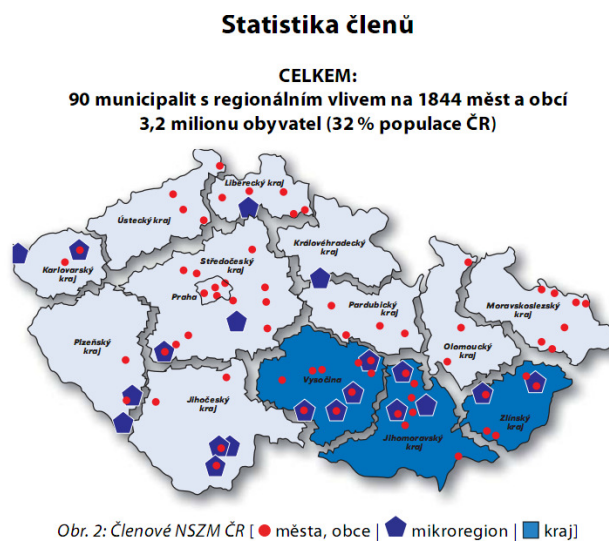 Statistika členů
CELKEM:
90 municipalit s regionálním vlivem na 1844 měst a obcí
3,2 milionu obyvatel (32 % populace ČR)
Liberecký kraj
Ústecký kraj
Královéhradecký
kraj
Středočeský
kraj
Karlovarský
kraj
Praha
Pardubický
kraj
Moravskoslezský
kraj
Plzeňský
kraj
Olomoucký
kraj
Vysočina
Jihočeský
kraj
Zlínský
kraj
Jihomoravský
kraj
Obr. 2: Členové NSZM ČR [ města, obce | mikroregion | kraj]